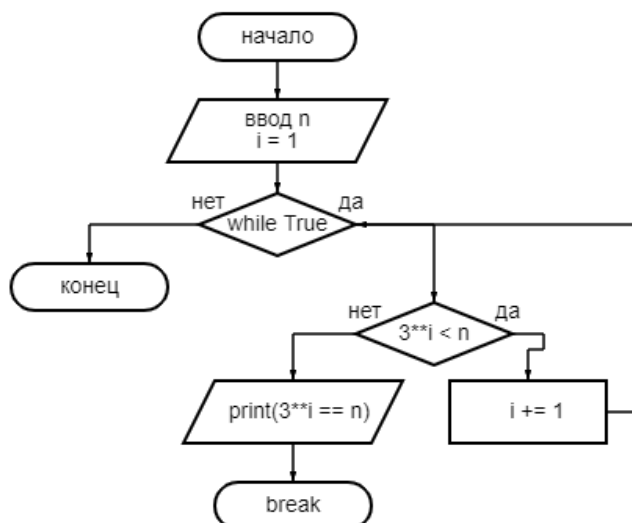 начало
ввод n
i = 1
нет
да
while True
конец
нет
да
3**i < n
print(3**i == n)
i += 1
break